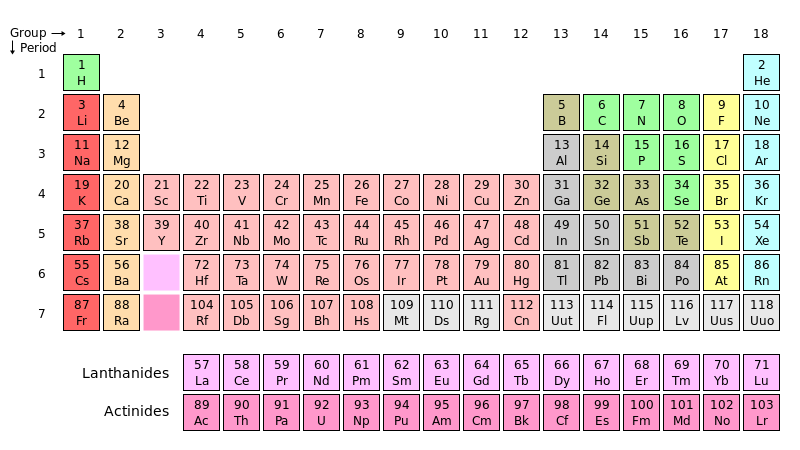 Group → 1 2 3 4 5 6 7 8 9 10 11 12 13 14 15 16 17 18
↓ Period
1 1 2
H He
2 3 4 5 6 7 8 9 10
Li Be B C N O F Ne
3 11 12 13 14 15 16 17 18
Na Mg Al Si P S Cl Ar
4 19 20 21 22 23 24 25 26 27 28 29 30 31 32 33 34 35 36
K Ca Sc Ti V Cr Mn Fe Co Ni Cu Zn Ga Ge As Se Br Kr
5 37 38 39 40 41 42 43 44 45 46 47 48 49 50 51 52 53 54
Rb Sr Y Zr Nb Mo Tc Ru Rh Pd Ag Cd In Sn Sb Te I Xe
6 55 56 72 73 74 75 76 77 78 79 80 81 82 83 84 85 86
Cs Ba Hf Ta W Re Os Ir Pt Au Hg Tl Pb Bi Po At Rn
7 87 88 104 105 106 107 108 109 110 111 112 113 114 115 116 117 118
Fr Ra Rf Db Sg Bh Hs Mt Ds Rg Cn Uut Fl Uup Lv Uus Uuo
Lanthanides 57 58 59 60 61 62 63 64 65 66 67 68 69 70 71
La Ce Pr Nd Pm Sm Eu Gd Tb Dy Ho Er Tm Yb Lu
Actinides 89 90 91 92 93 94 95 96 97 98 99 100 101 102 103
Ac Th Pa U Np Pu Am Cm Bk Cf Es Fm Md No Lr